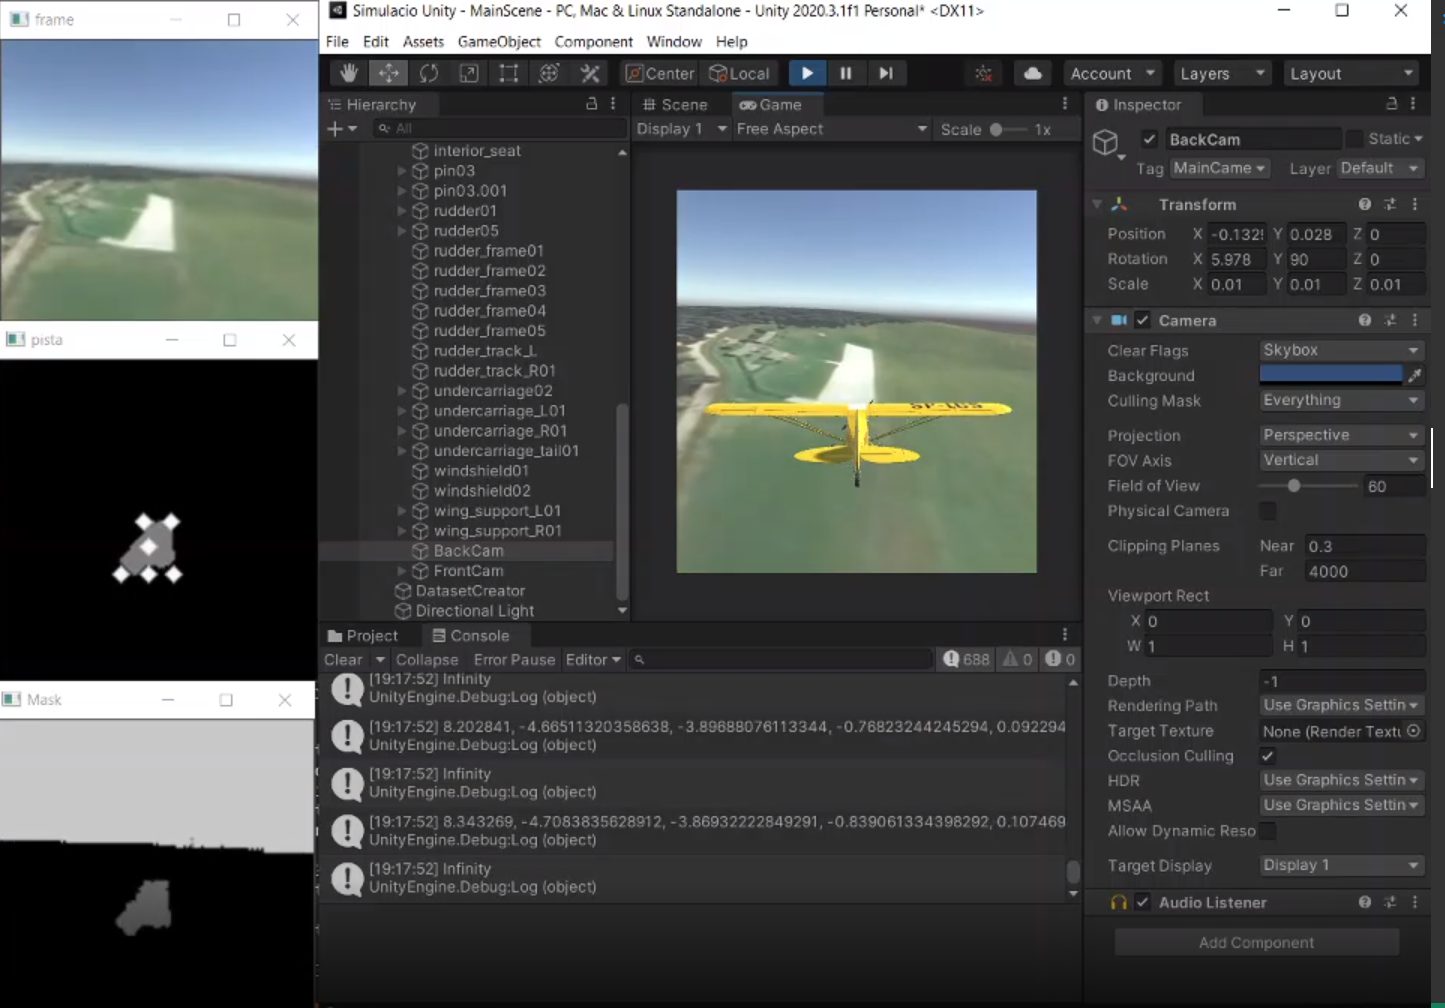 frame
pista
Mask
Simulacio Unity - MainScene - PC, Mac & Linux Standalone - Unity 2020.3.1f1 Personal* <DX11>
File Edit Assets GameObject Component Window Help
Center Local Account Layers Layout
Hierarchy
All
interior_seat
pin03
pin03.001
rudder01
rudder05
rudder_frame01
rudder_frame02
rudder_frame03
rudder_frame04
rudder_frame05
rudder_track_L
rudder_track_R01
undercarriage02
undercarriage_L01
undercarriage_R01
undercarriage_tail01
windshield01
windshield02
wing_support_L01
wing_support_R01
BackCam
FrontCam
DatasetCreator
Directional Light
Scene Game
Display 1 Free Aspect Scale 1x
Project Console
Clear Collapse Error Pause Editor 688 0 0
[19:17:52] Infinity
UnityEngine.Debug:Log (object)
[19:17:52] 8.202841, -4.66511320358638, -3.89688076113344, -0.76823244245294, 0.092294
UnityEngine.Debug:Log (object)
[19:17:52] Infinity
UnityEngine.Debug:Log (object)
[19:17:52] 8.343269, -4.7083835628912, -3.86932222849291, -0.839061334398292, 0.107469
UnityEngine.Debug:Log (object)
[19:17:52] Infinity
UnityEngine.Debug:Log (object)
Inspector
BackCam Static
Tag MainCame Layer Default
Transform
Position X -0.132 Y 0.028 Z 0
Rotation X 5.978 Y 90 Z 0
Scale X 0.01 Y 0.01 Z 0.01
Camera
Clear Flags Skybox
Background
Culling Mask Everything
Projection Perspective
FOV Axis Vertical
Field of View 60
Physical Camera
Clipping Planes Near 0.3
Far 4000
Viewport Rect
X 0 Y 0
W 1 H 1
Depth -1
Rendering Path Use Graphics Settin
Target Texture None (Render Textu
Occlusion Culling
HDR Use Graphics Settin
MSAA Use Graphics Settin
Allow Dynamic Reso
Target Display Display 1
Audio Listener
Add Component